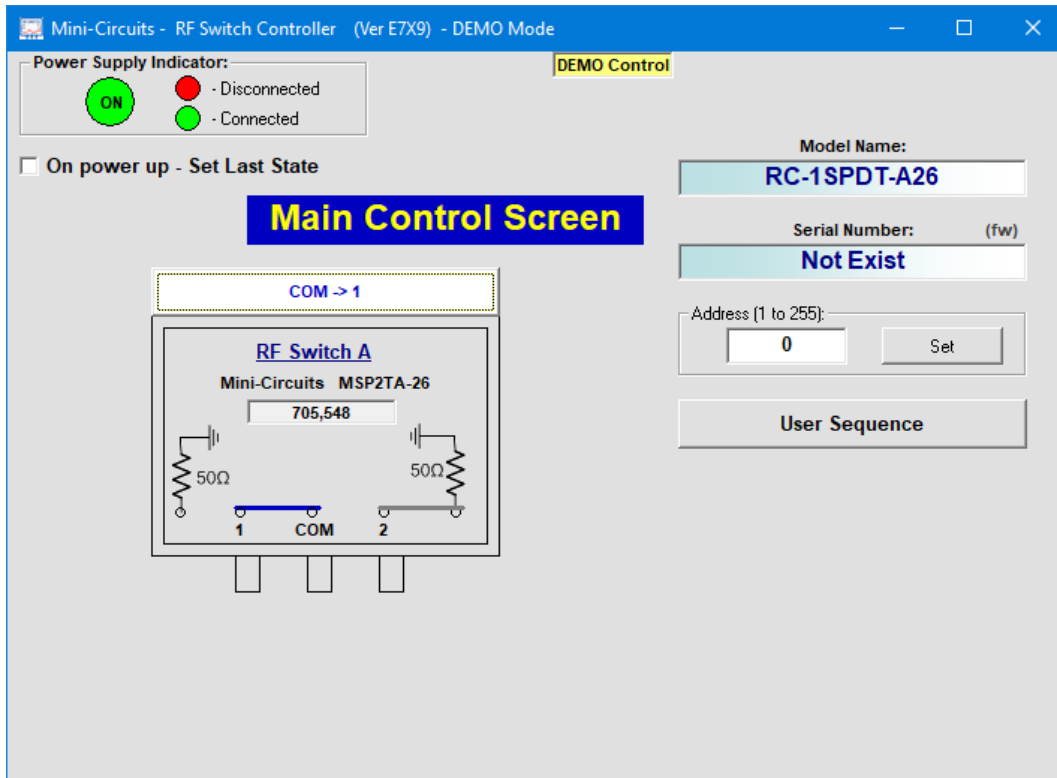 Mini-Circuits - RF Switch Controller (Ver E7X9) - DEMO Mode
Power Supply Indicator:
ON
- Disconnected
- Connected
DEMO Control
On power up - Set Last State
Model Name:
RC-1SPDT-A26
Main Control Screen
Serial Number: (fw)
Not Exist
COM -> 1
Address (1 to 255):
0
Set
RF Switch A
Mini-Circuits MSP2TA-26
705,548
User Sequence
50Ω
50Ω
1
COM
2